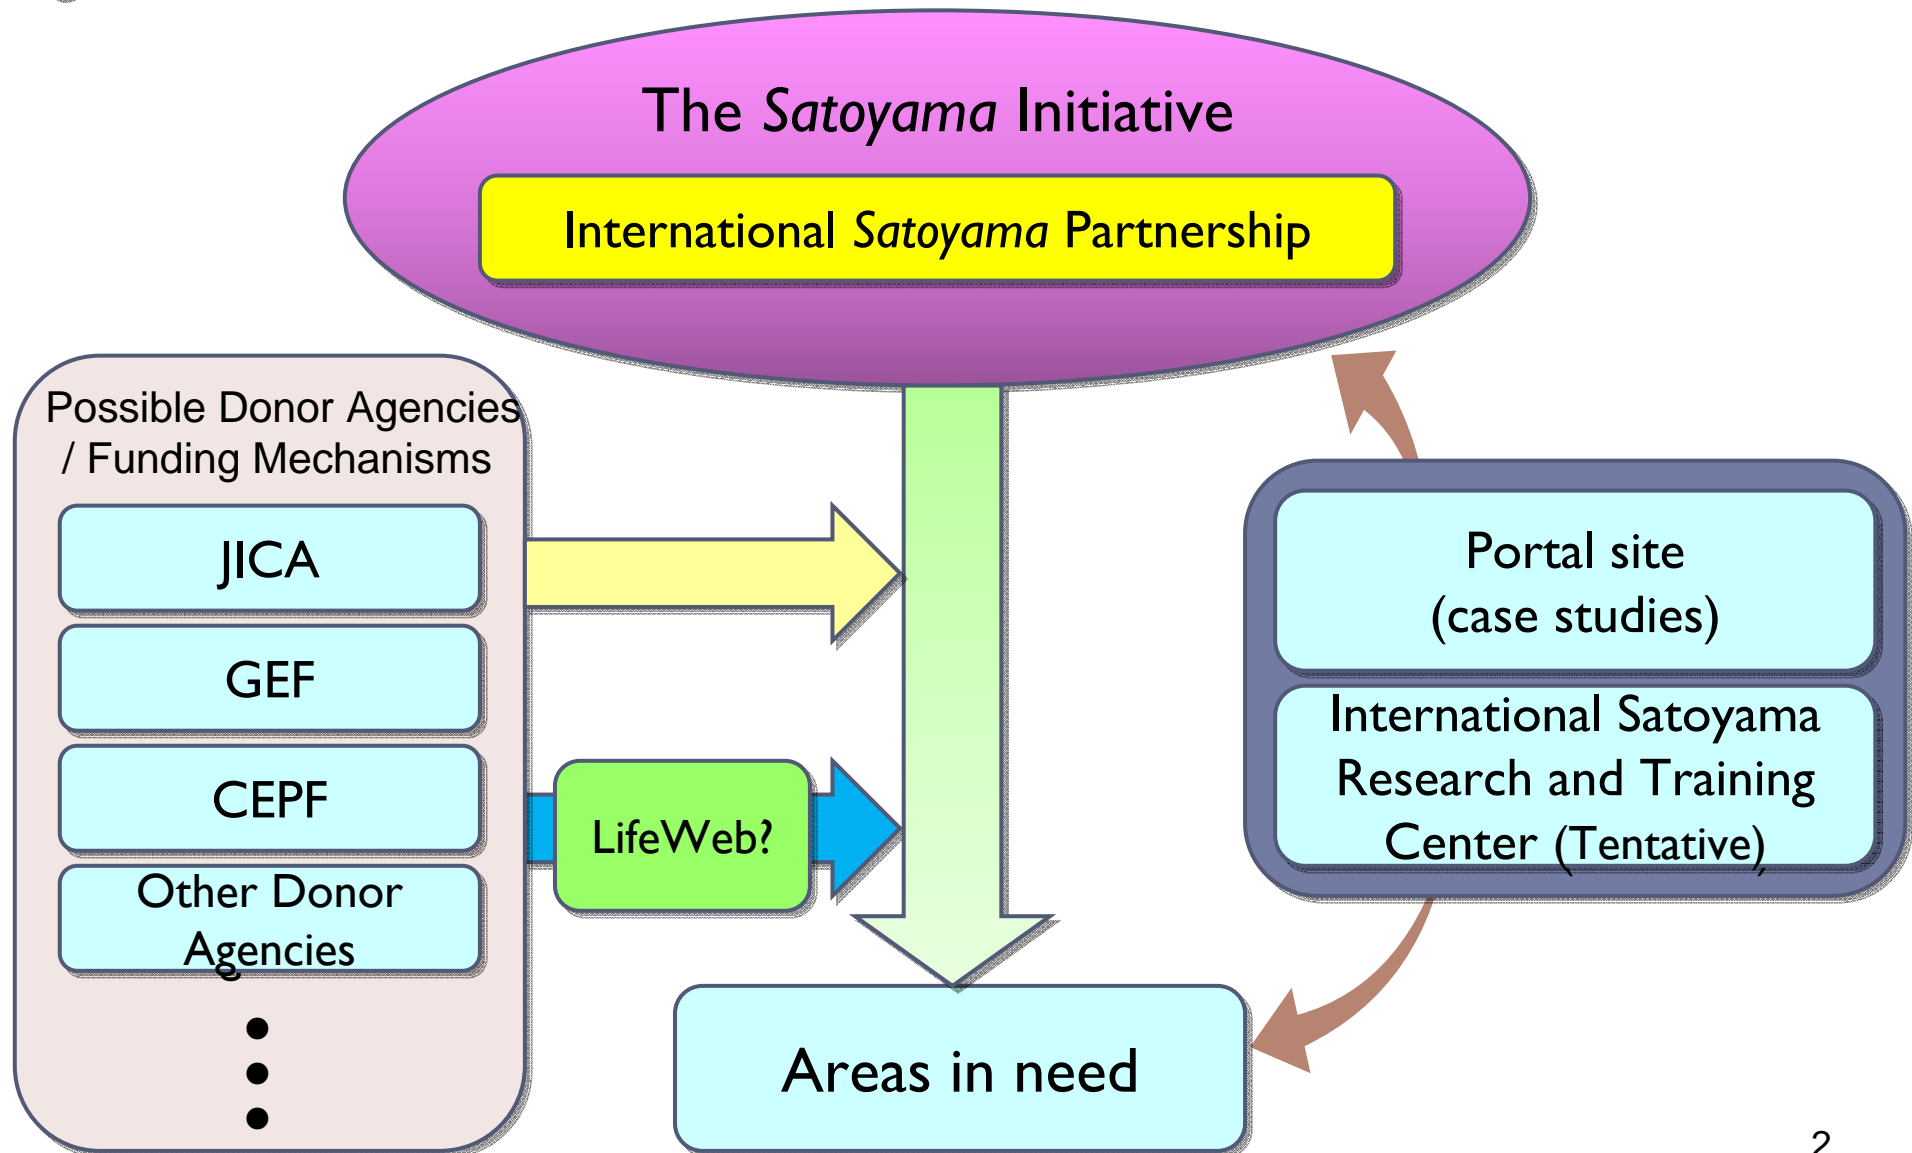 The Satoyama Initiative
International Satoyama Partnership
Possible Donor Agencies
/ Funding Mechanisms
JICA
GEF
CEPF
Other Donor
Agencies
•
•
•
LifeWeb?
Portal site
(case studies)
International Satoyama
Research and Training
Center (Tentative)
Areas in need
2